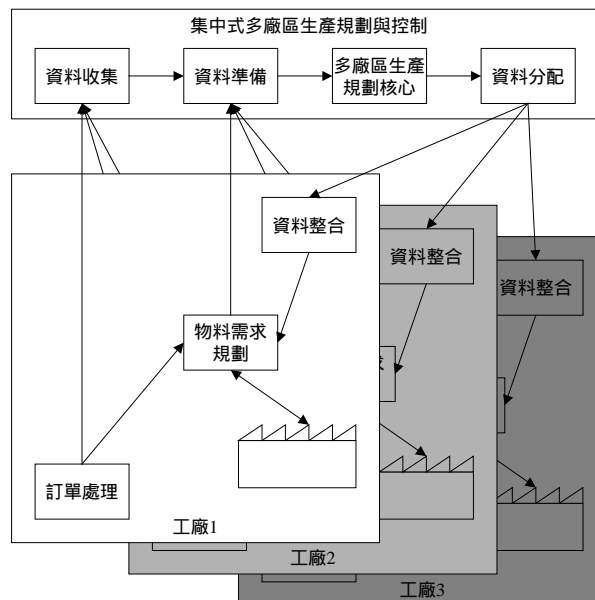 集中式多廠區生產規劃與控制
資料收集
資料準備
多廠區生產
規劃核心
資料分配
資料整合
資料整合
資料整合
物料需求
規劃
求
訂單處理
工廠1
工廠2
工廠3